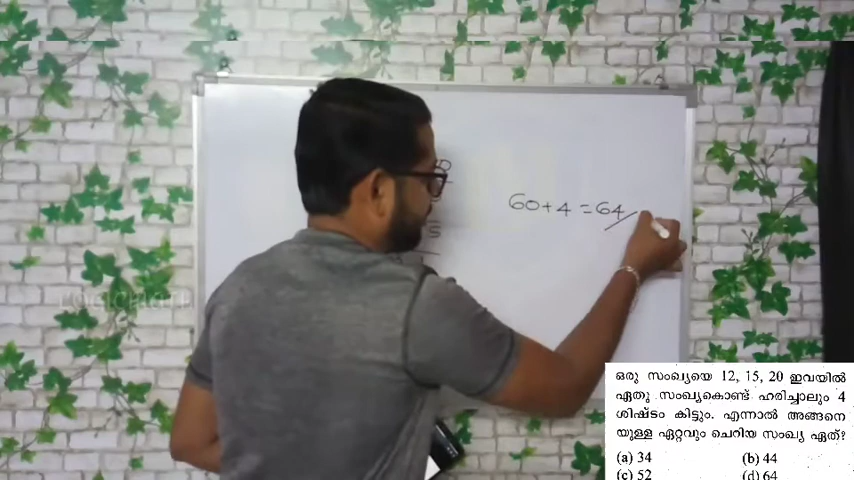 60+4=64
ഒരു സംഖ്യയെ 12, 15, 20 ഇവയിൽ
ഏതു സംഖ്യകൊണ്ട് ഹരിച്ചാലും 4
ശിഷ്ടം കിട്ടും. എന്നാൽ അങ്ങനെ
യുള്ള ഏറ്റവും ചെറിയ സംഖ്യ ഏത്?
(a) 34 (b) 44
(c) 52 (d) 64